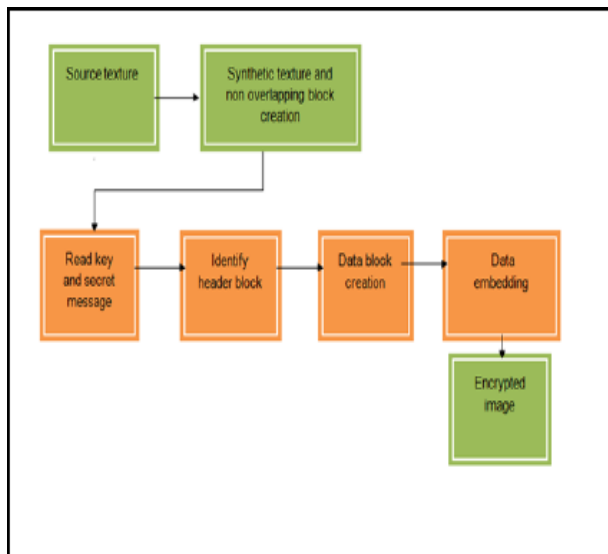 Source texture
Synthetic texture and
non overlapping block
creation
Read key
and secret
message
Identify
header block
Data block
creation
Data
embedding
Encrypted
image